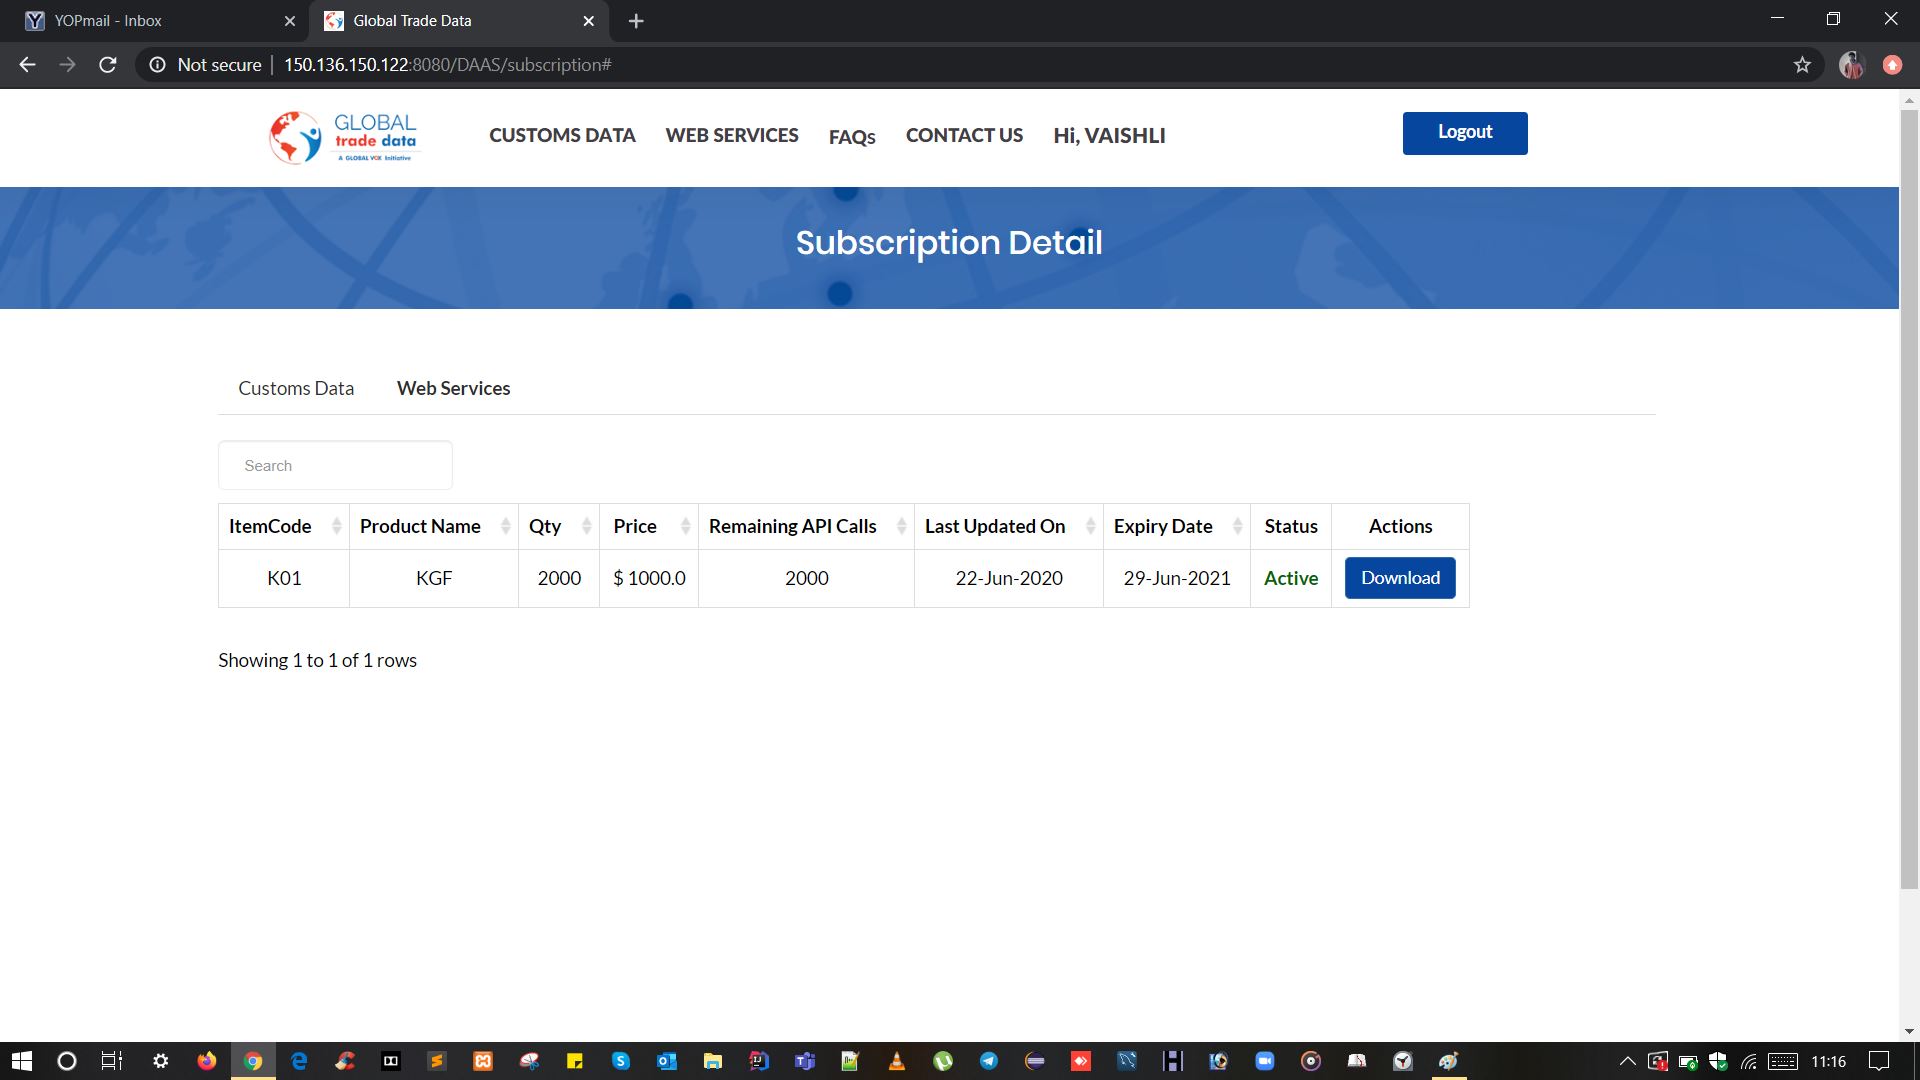 YOPmail - Inbox
Global Trade Data
Not secure
150.136.150.122:8080/DAAS/subscription#
GLOBAL
trade data
A GLOBAL VOX Initiative
CUSTOMS DATA
WEB SERVICES
FAQs
CONTACT US
Hi, VAISHLI
Logout
Subscription Detail
Customs Data
Web Services
Search
ItemCode Product Name Qty Price Remaining API Calls Last Updated On Expiry Date Status Actions
K01 KGF 2000 $ 1000.0 2000 22-Jun-2020 29-Jun-2021 Active Download
Showing 1 to 1 of 1 rows
11:16